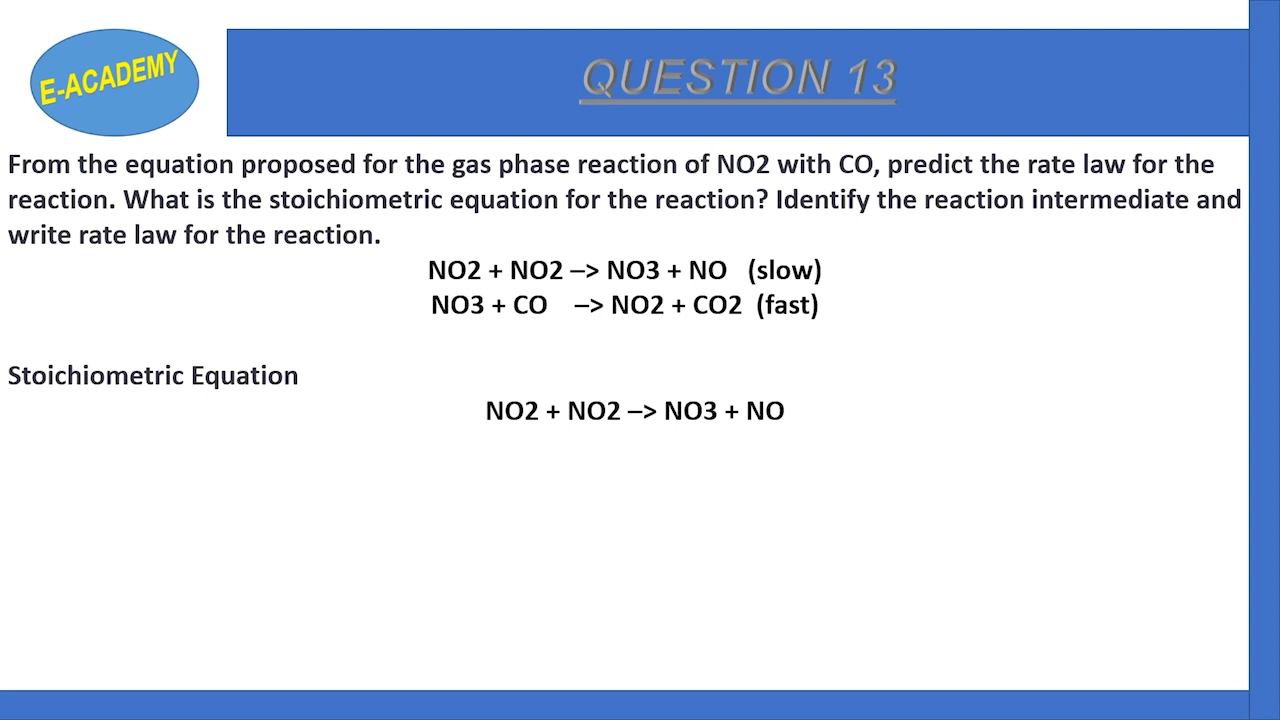 E-ACADEMY
QUESTION 13
From the equation proposed for the gas phase reaction of NO2 with CO, predict the rate law for the
reaction. What is the stoichiometric equation for the reaction? Identify the reaction intermediate and
write rate law for the reaction.
NO2 + NO2 –> NO3 + NO (slow)
NO3 + CO –> NO2 + CO2 (fast)
Stoichiometric Equation
NO2 + NO2 –> NO3 + NO